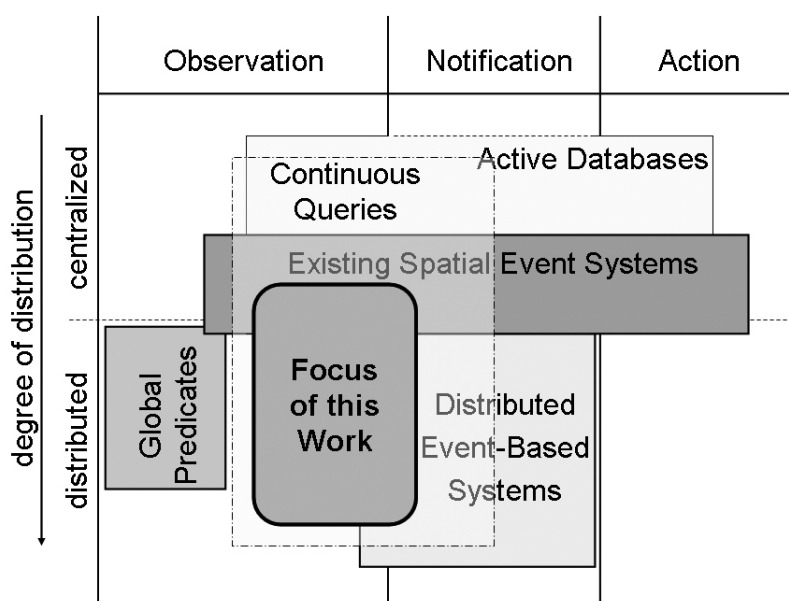 Observation
Notification
Action
degree of distribution
centralized
distributed
Continuous
Queries
Active Databases
Existing Spatial Event Systems
Global
Predicates
Focus
of this
Work
Distributed
Event-Based
Systems